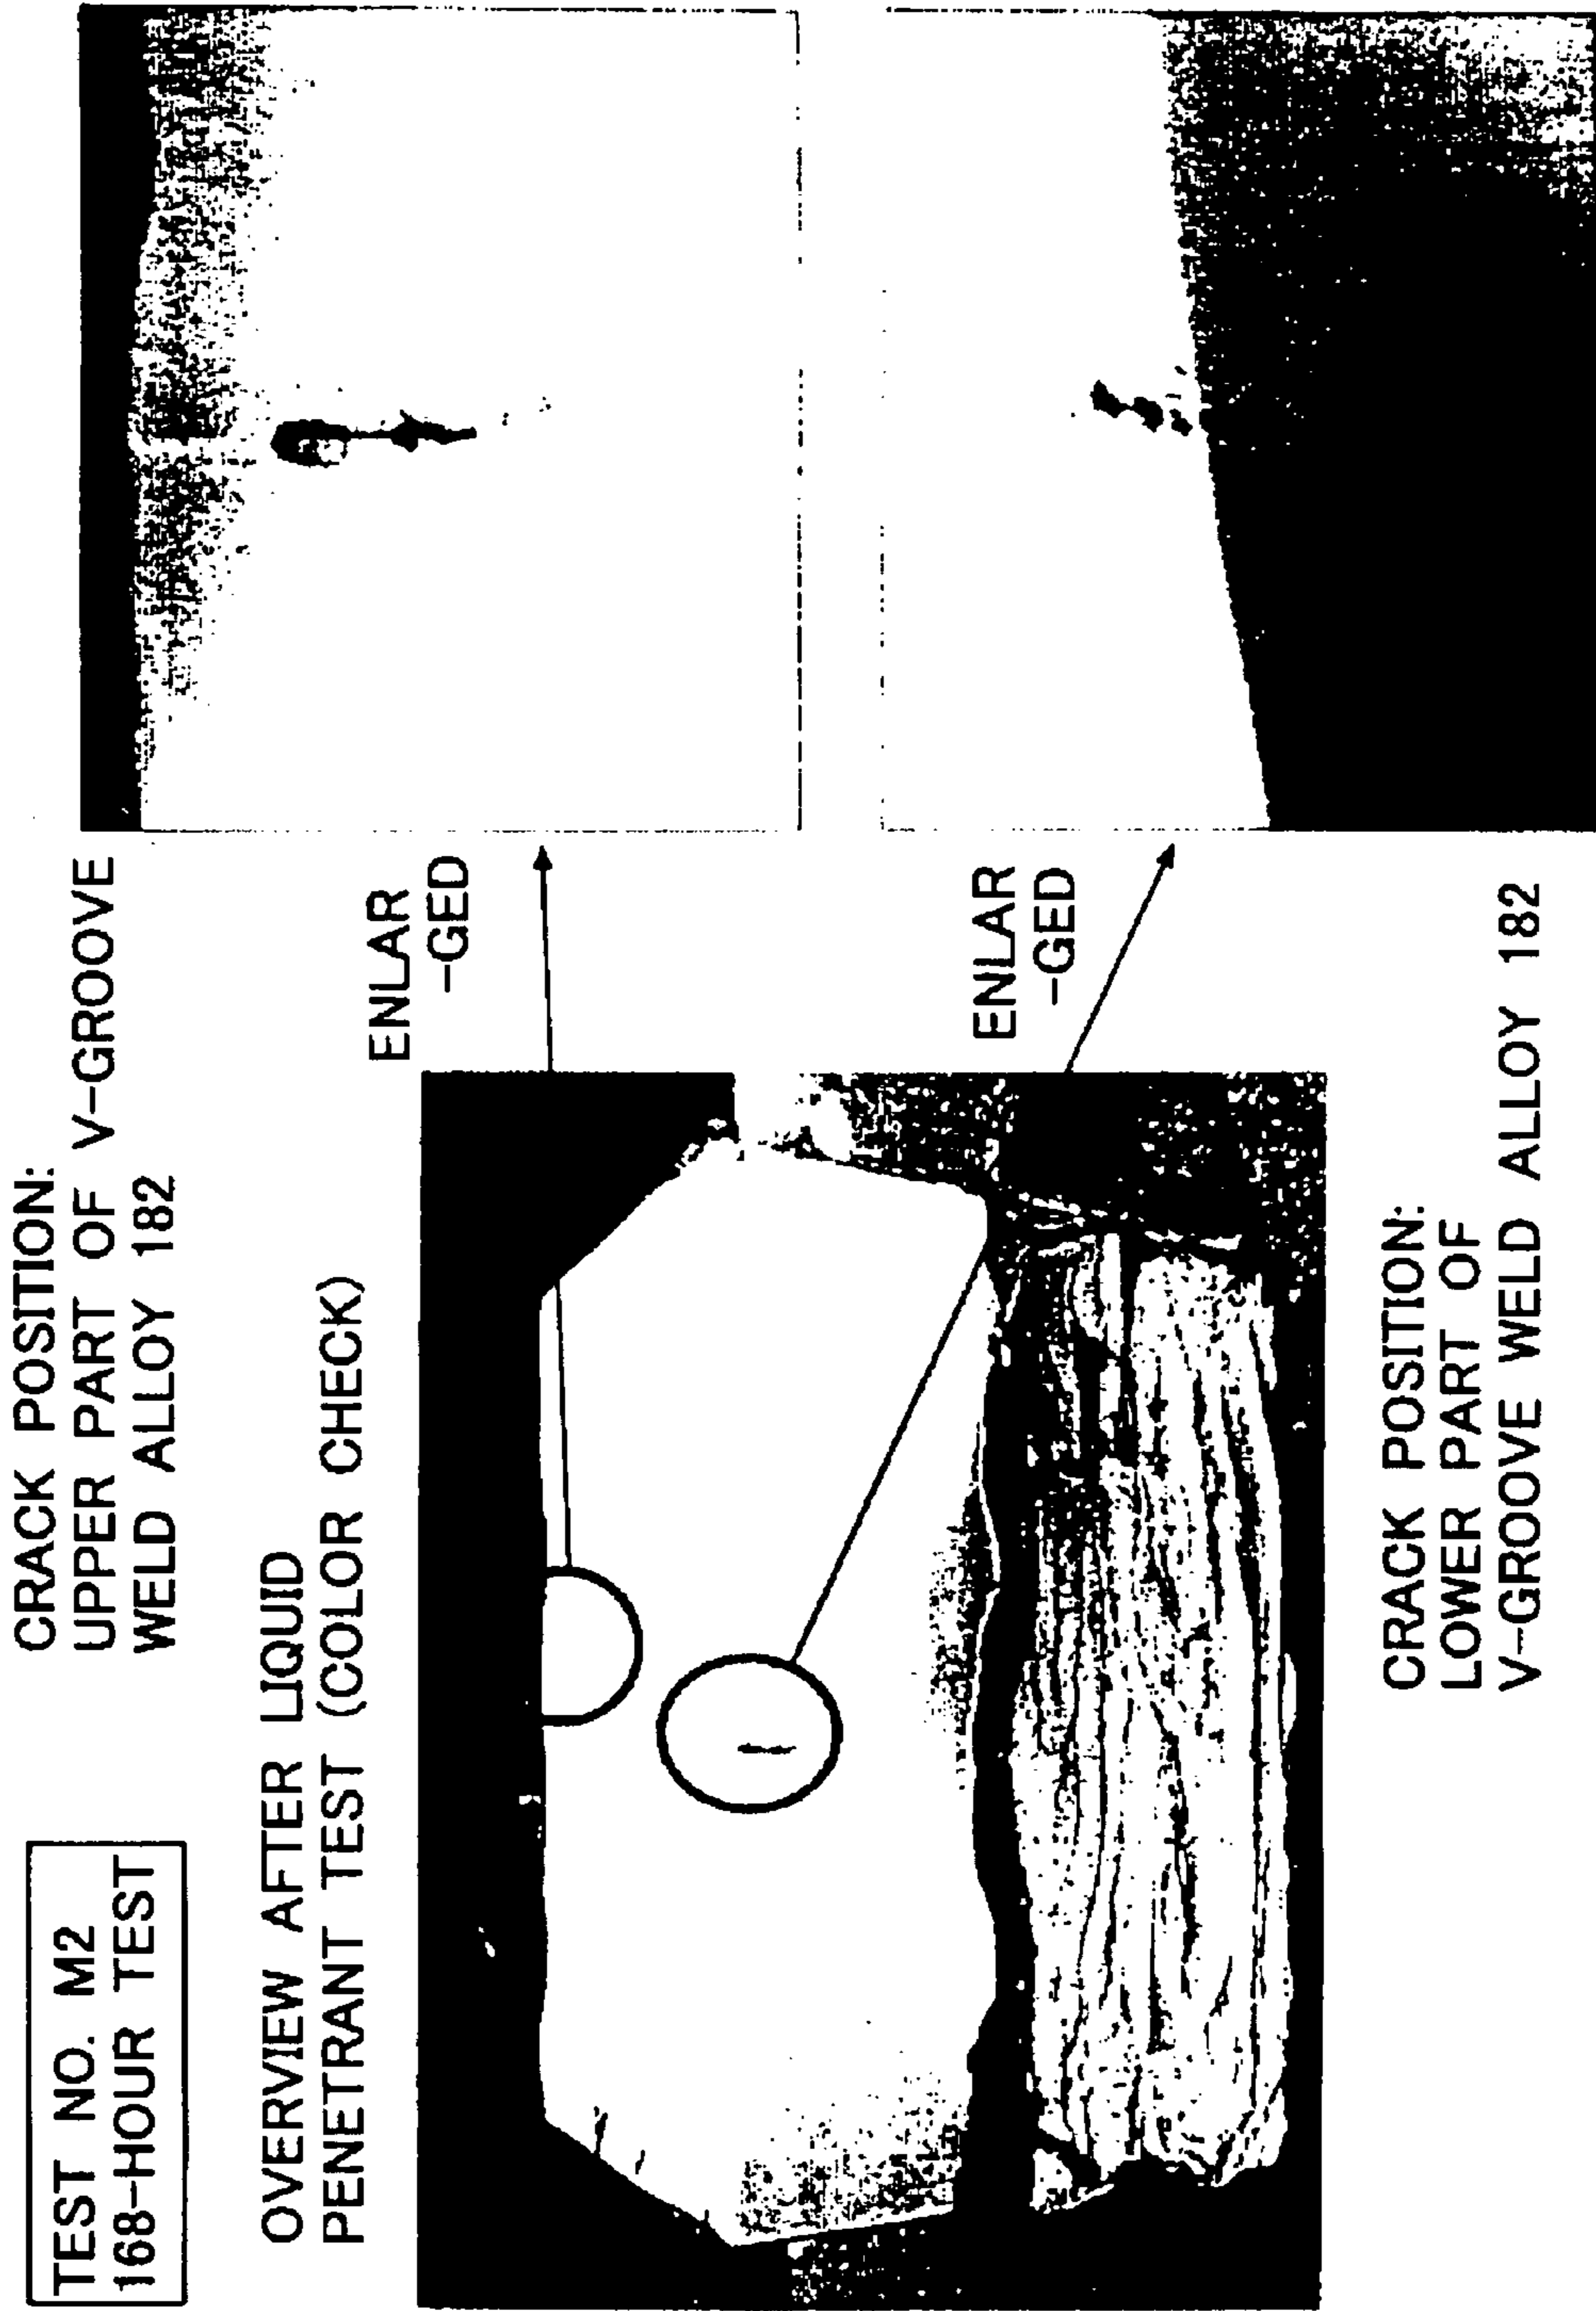 TEST NO. M2
168-HOUR TEST
CRACK POSITION:
UPPER PART OF V-GROOVE
WELD ALLOY 182
OVERVIEW AFTER LIQUID
PENETRANT TEST (COLOR CHECK)
ENLAR
-GED
ENLAR
-GED
CRACK POSITION:
LOWER PART OF
V-GROOVE WELD ALLOY 182